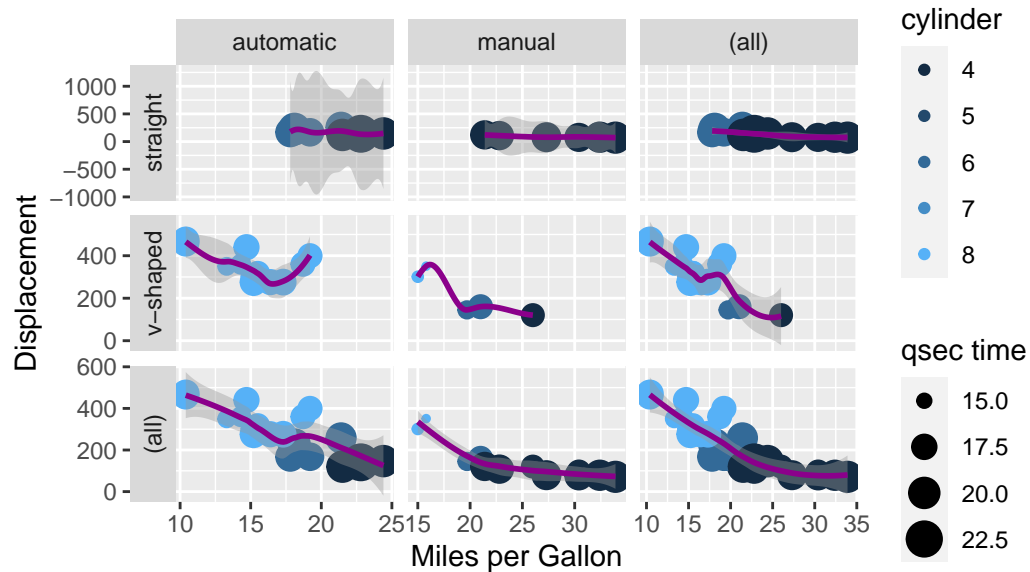 automatic
manual
(all)
straight
v-shaped
(all)
1000
500
0
−500
−1000
400
200
0
600
400
200
0
10 15 20 25
15 20 25 30
10 15 20 25 30 35
Displacement
Miles per Gallon
cylinder
4
5
6
7
8
qsec time
15.0
17.5
20.0
22.5